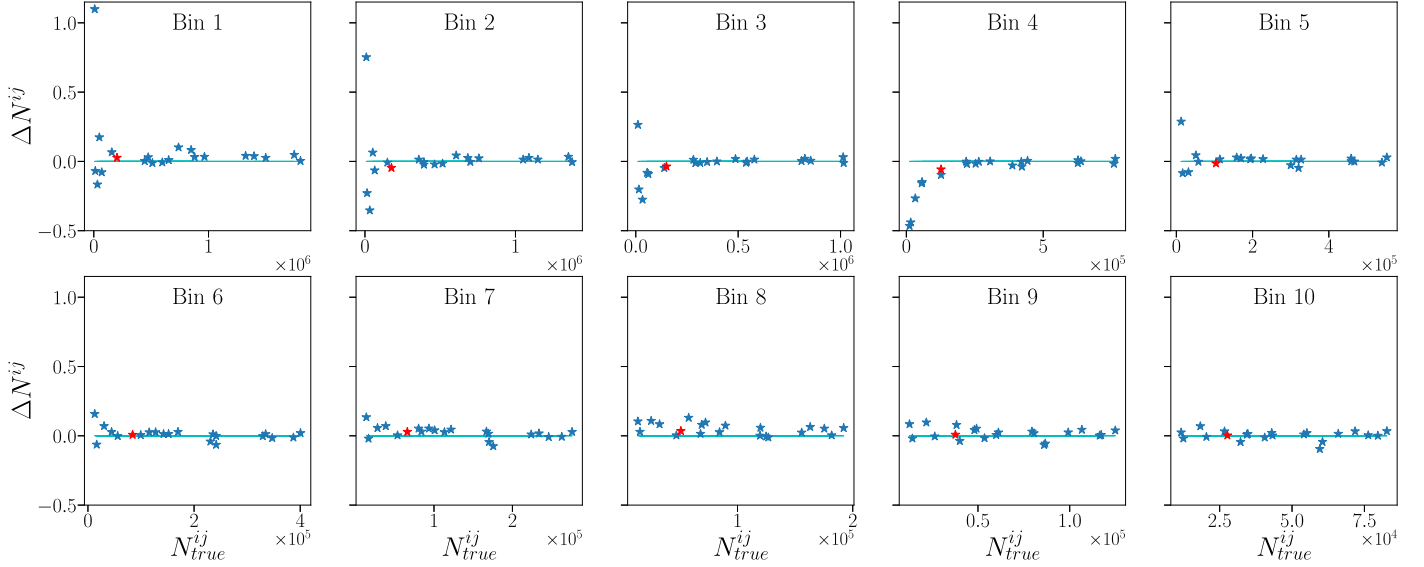 Bin 1 Bin 2 Bin 3 Bin 4 Bin 5
1.0
0.5
0.0
−0.5
ΔN^{ij}
0 1 0 1 0.0 0.5 1.0 0 5 0 2 4
×10^6 ×10^6 ×10^6 ×10^5 ×10^5
Bin 6 Bin 7 Bin 8 Bin 9 Bin 10
1.0
0.5
0.0
−0.5
ΔN^{ij}
0 2 4 1 2 1 2 0.5 1.0 2.5 5.0 7.5
×10^5 ×10^5 ×10^5 ×10^5 ×10^4
N^{ij}_{true} N^{ij}_{true} N^{ij}_{true} N^{ij}_{true} N^{ij}_{true}